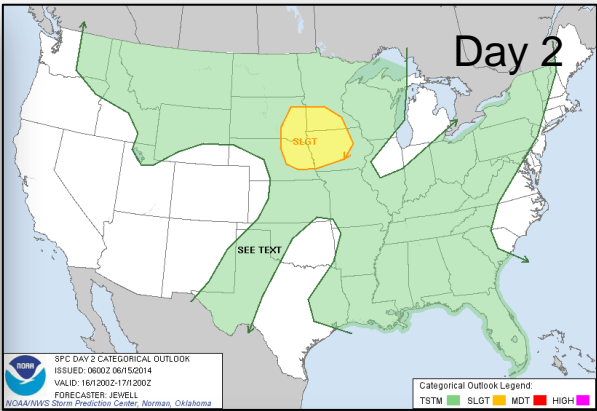 Day 2
SLGT
SEE TEXT
NOAA
SPC DAY 2 CATEGORICAL OUTLOOK
ISSUED: 0600Z 06/15/2014
VALID: 16/1200Z-17/1200Z
FORECASTER: JEWELL
NOAA/NWS Storm Prediction Center, Norman, Oklahoma
Categorical Outlook Legend:
TSTM SLGT MDT HIGH